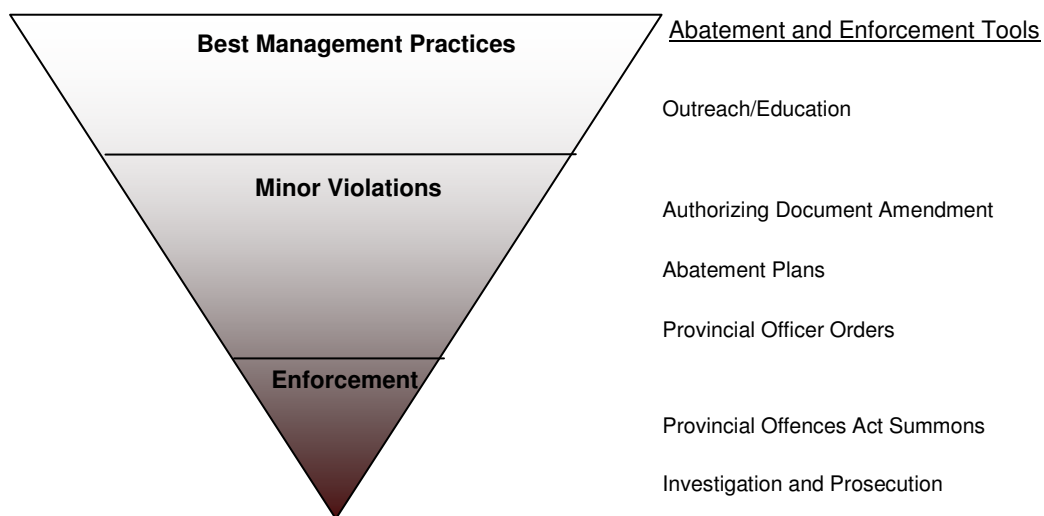 Best Management Practices
Abatement and Enforcement Tools
Outreach/Education
Minor Violations
Authorizing Document Amendment
Abatement Plans
Provincial Officer Orders
Enforcement
Provincial Offences Act Summons
Investigation and Prosecution